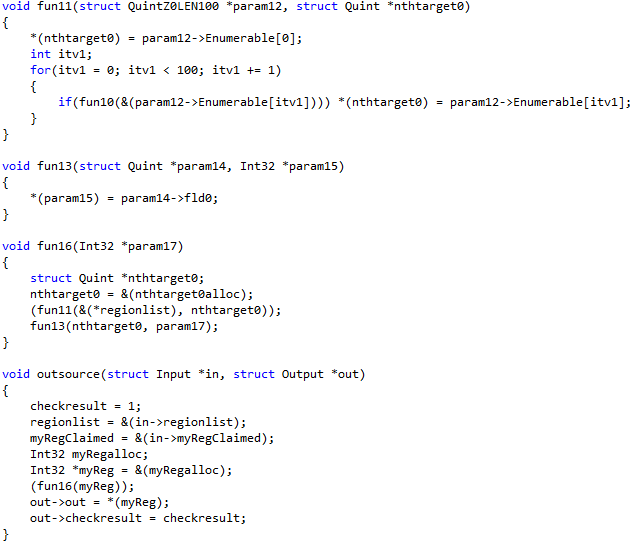 void fun11(struct QuintZ0LEN100 *param12, struct Quint *nthtarget0)
{
    *(nthtarget0) = param12->Enumerable[0];
    int itv1;
    for(itv1 = 0; itv1 < 100; itv1 += 1)
    {
        if(fun10(&(param12->Enumerable[itv1]))) *(nthtarget0) = param12->Enumerable[itv1];
    }
}
void fun13(struct Quint *param14, Int32 *param15)
{
    *(param15) = param14->fld0;
}
void fun16(Int32 *param17)
{
    struct Quint *nthtarget0;
    nthtarget0 = &(nthtarget0alloc);
    (fun11(&(*regionlist), nthtarget0));
    fun13(nthtarget0, param17);
}
void outsource(struct Input *in, struct Output *out)
{
    checkresult = 1;
    regionlist = &(in->regionlist);
    myRegClaimed = &(in->myRegClaimed);
    Int32 myRegalloc;
    Int32 *myReg = &(myRegalloc);
    (fun16(myReg));
    out->out = *(myReg);
    out->checkresult = checkresult;
}